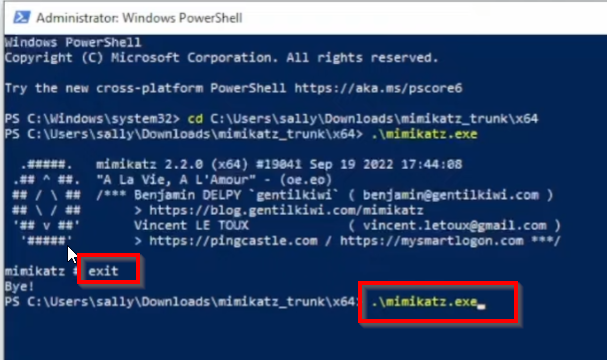 Administrator: Windows PowerShell
Windows PowerShell
Copyright (C) Microsoft Corporation. All rights reserved.
Try the new cross-platform PowerShell https://aka.ms/pscore6
PS C:\Windows\system32> cd C:\Users\sally\Downloads\mimikatz_trunk\x64
PS C:\Users\sally\Downloads\mimikatz_trunk\x64> .\mimikatz.exe
.#####. mimikatz 2.2.0 (x64) #19041 Sep 19 2022 17:44:08
.## ^ ##. "A La Vie, A L'Amour" - (oe.eo)
## / \ ## /*** Benjamin DELPY `gentilkiwi` ( benjamin@gentilkiwi.com )
## \ / ## > https://blog.gentilkiwi.com/mimikatz
'## v ##' Vincent LE TOUX ( vincent.letoux@gmail.com )
'#####' > https://pingcastle.com / https://mysmartlogon.com ***/
mimikatz # exit
Bye!
PS C:\Users\sally\Downloads\mimikatz_trunk\x64> .\mimikatz.exe